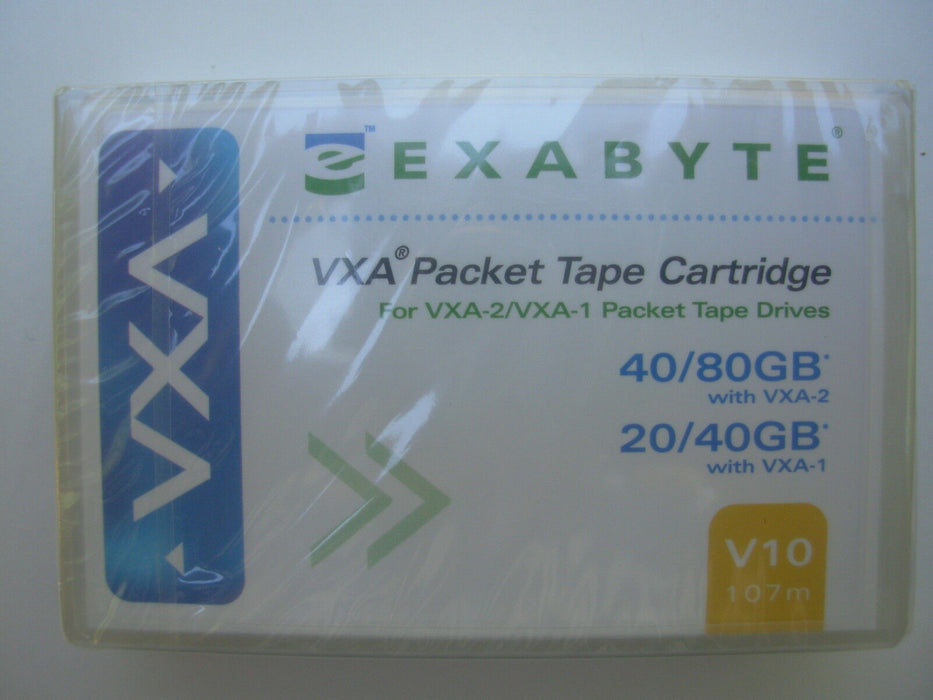 VXA
™ EXABYTE®
VXA® Packet Tape Cartridge
For VXA-2/VXA-1 Packet Tape Drives
40/80GB*
with VXA-2
20/40GB*
with VXA-1
V10
107m